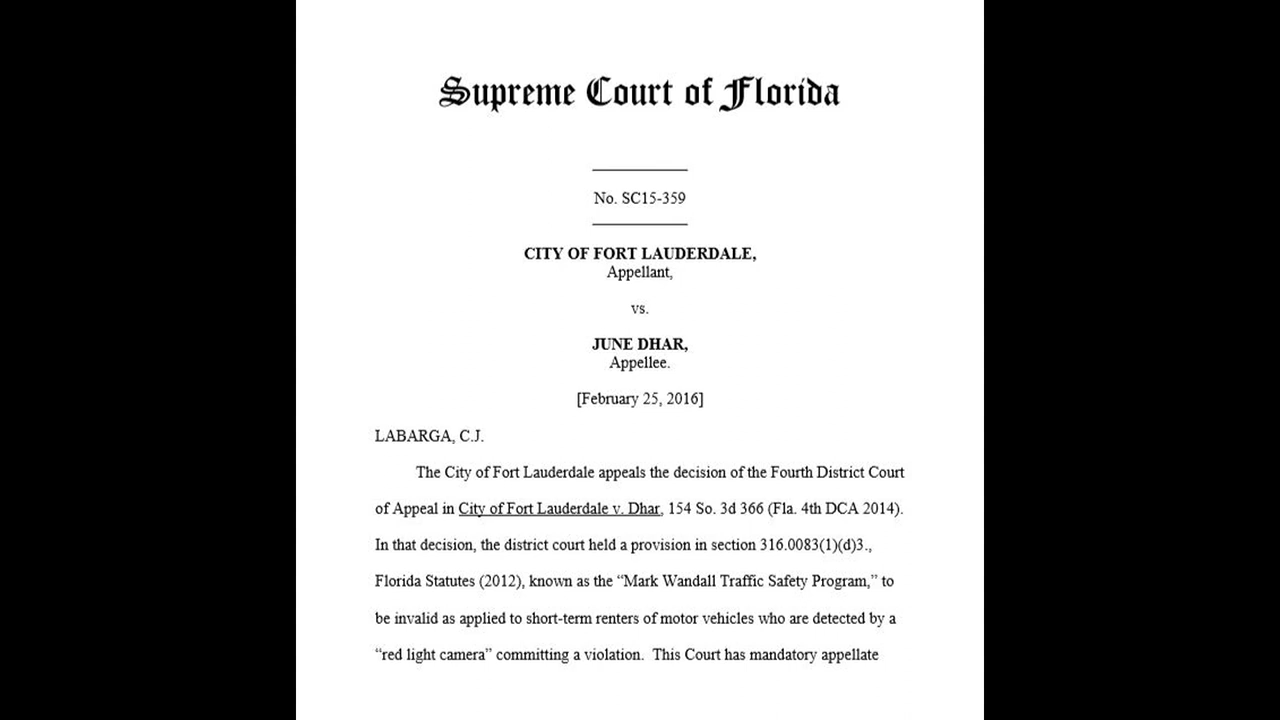 Supreme Court of Florida
No. SC15-359
CITY OF FORT LAUDERDALE,
Appellant,
vs.
JUNE DHAR,
Appellee.
[February 25, 2016]
LABARGA, C.J.
The City of Fort Lauderdale appeals the decision of the Fourth District Court
of Appeal in City of Fort Lauderdale v. Dhar, 154 So. 3d 366 (Fla. 4th DCA 2014).
In that decision, the district court held a provision in section 316.0083(1)(d)3.,
Florida Statutes (2012), known as the “Mark Wandall Traffic Safety Program,” to
be invalid as applied to short-term renters of motor vehicles who are detected by a
“red light camera” committing a violation.  This Court has mandatory appellate